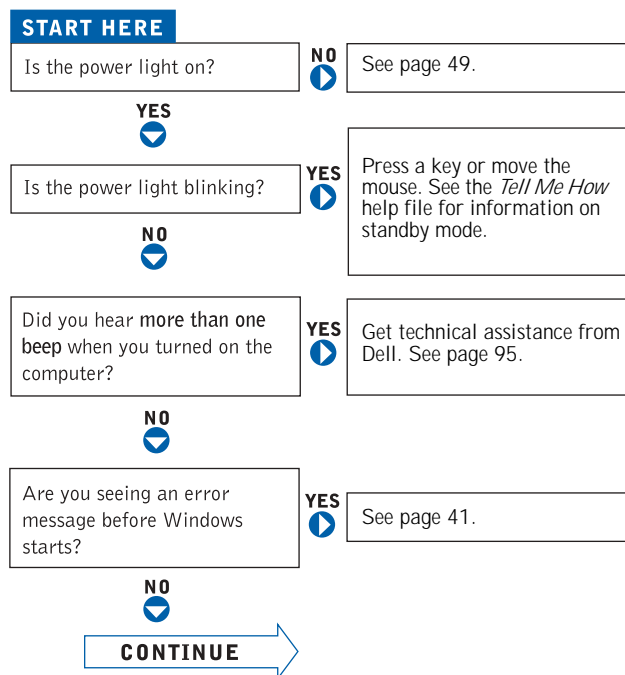 START HERE
Is the power light on?
NO
See page 49.
YES
Is the power light blinking?
YES
Press a key or move the
mouse. See the Tell Me How
help file for information on
standby mode.
NO
Did you hear more than one
beep when you turned on the
computer?
YES
Get technical assistance from
Dell. See page 95.
NO
Are you seeing an error
message before Windows
starts?
YES
See page 41.
NO
CONTINUE